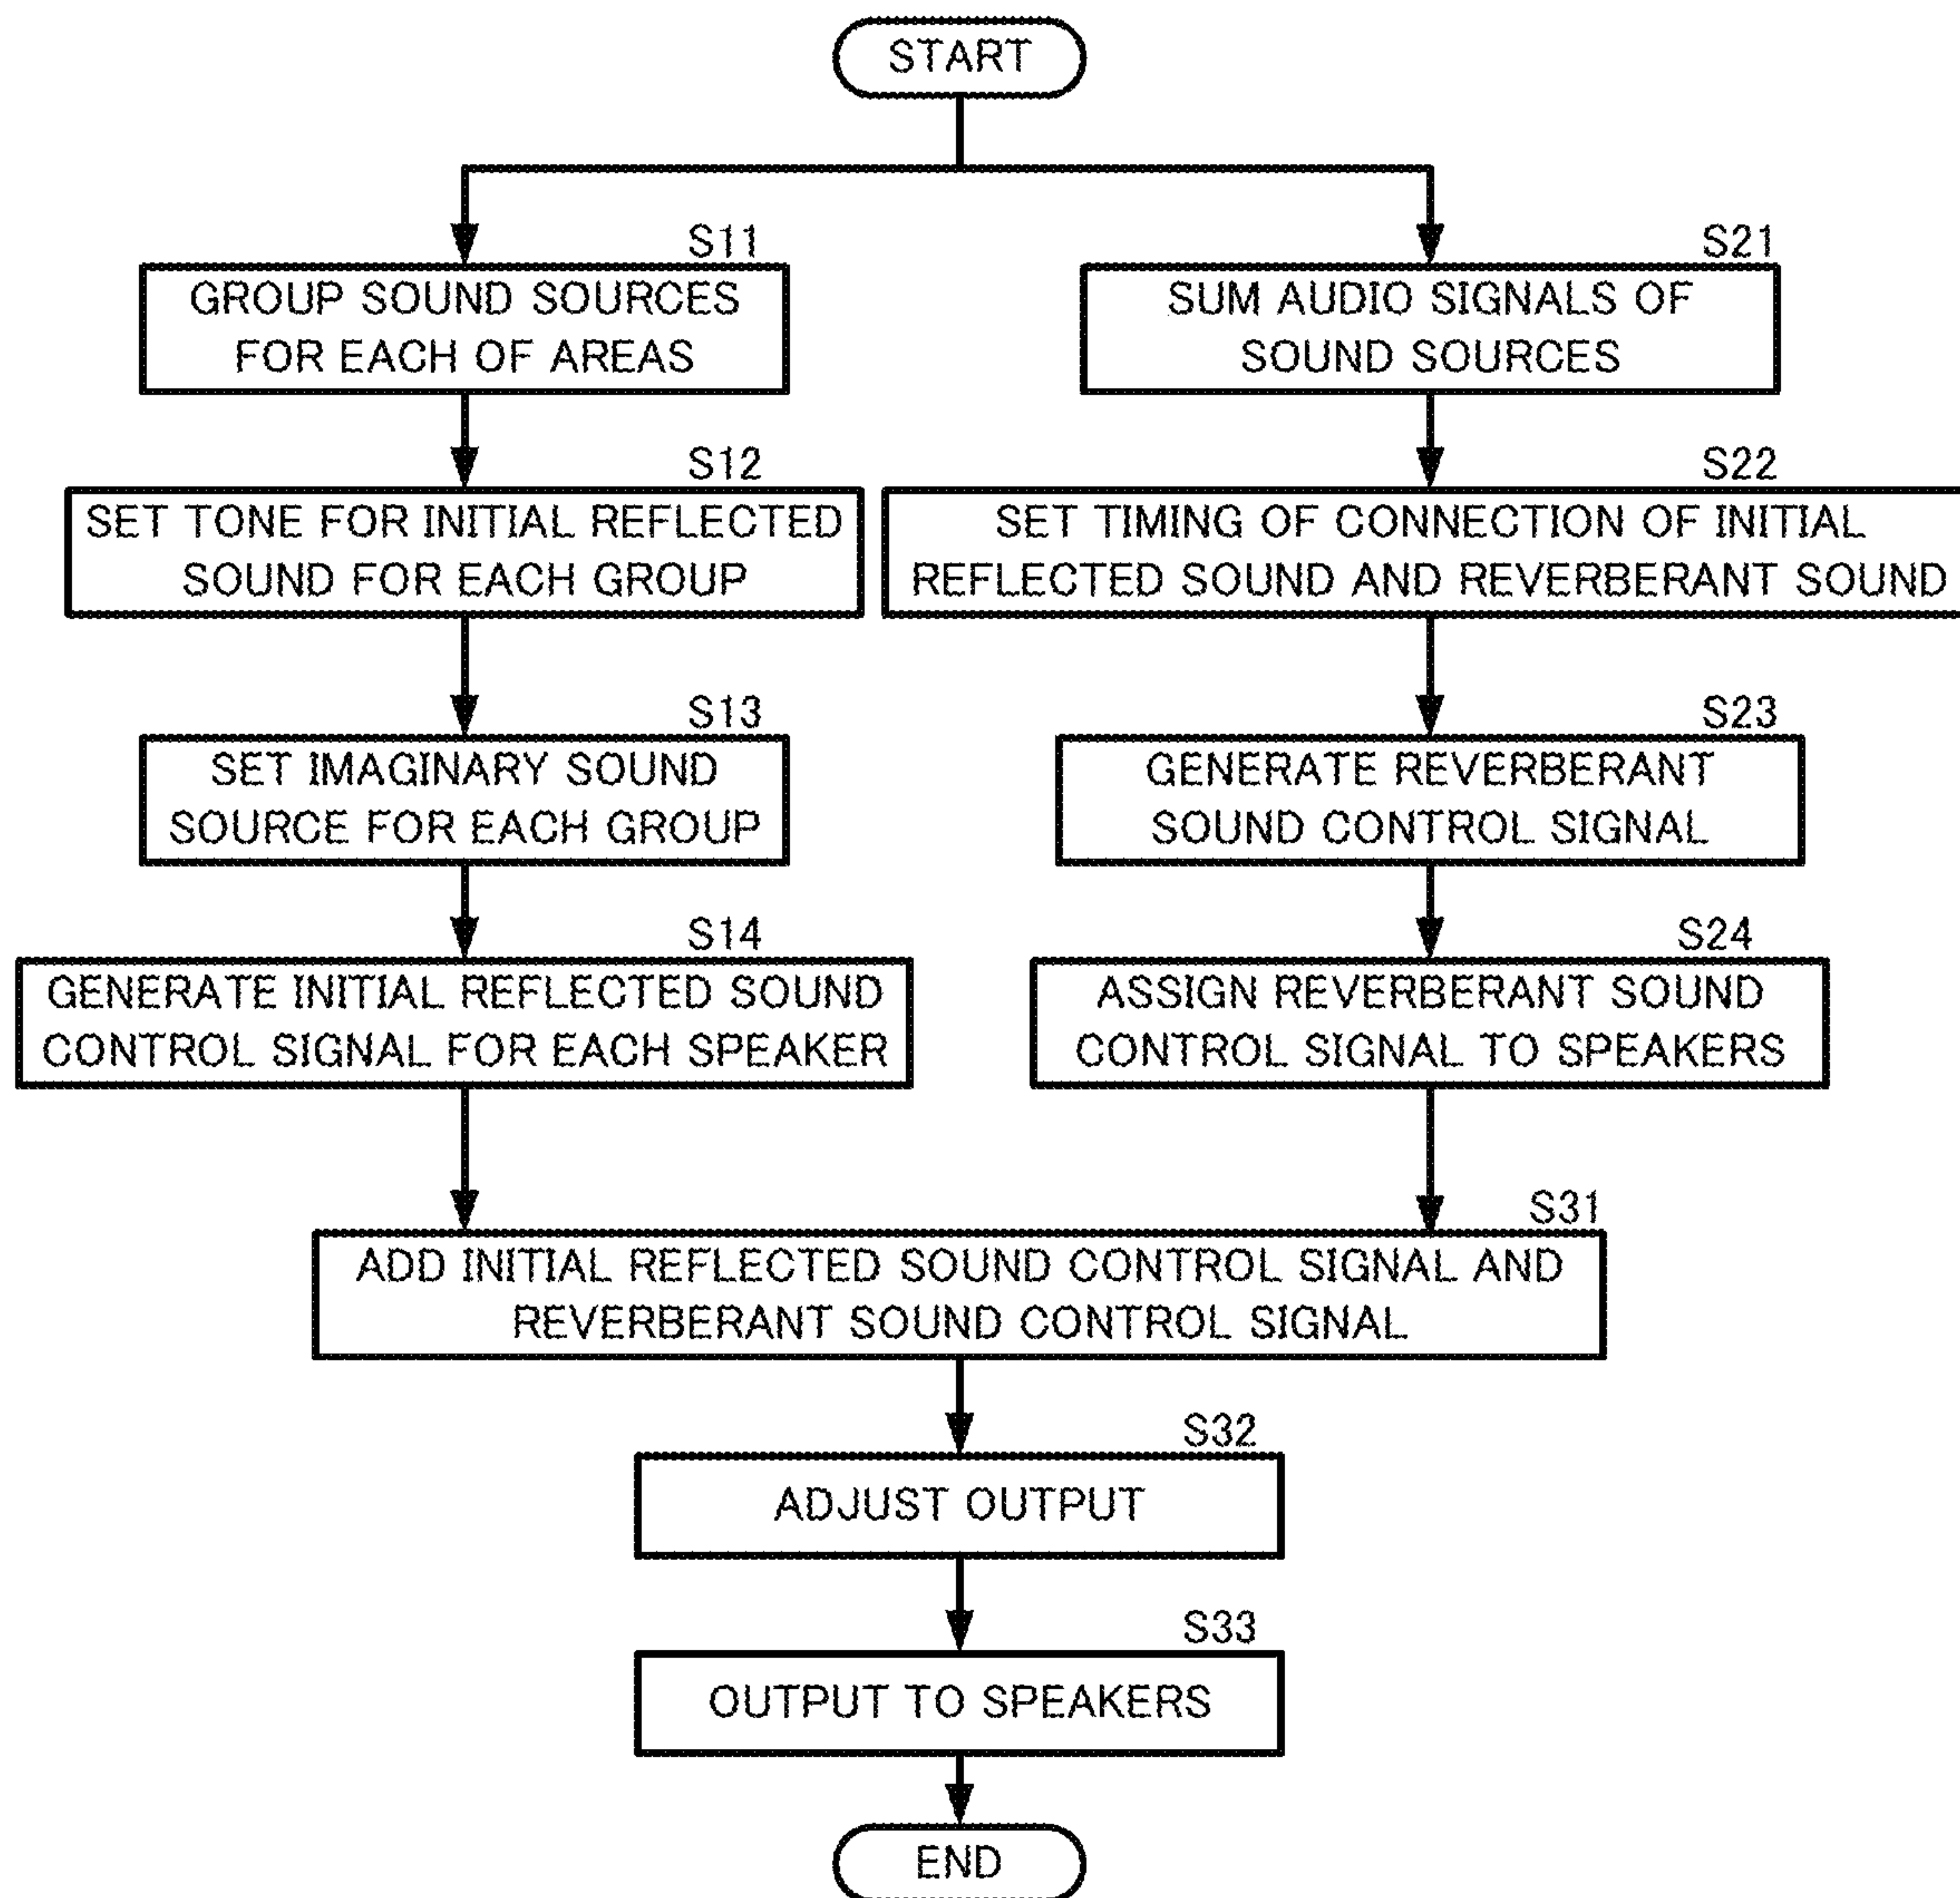 START
S11
GROUP SOUND SOURCES
FOR EACH OF AREAS
S12
SET TONE FOR INITIAL REFLECTED
SOUND FOR EACH GROUP
S13
SET IMAGINARY SOUND
SOURCE FOR EACH GROUP
S14
GENERATE INITIAL REFLECTED SOUND
CONTROL SIGNAL FOR EACH SPEAKER
S21
SUM AUDIO SIGNALS OF
SOUND SOURCES
S22
SET TIMING OF CONNECTION OF INITIAL
REFLECTED SOUND AND REVERBERANT SOUND
S23
GENERATE REVERBERANT
SOUND CONTROL SIGNAL
S24
ASSIGN REVERBERANT SOUND
CONTROL SIGNAL TO SPEAKERS
S31
ADD INITIAL REFLECTED SOUND CONTROL SIGNAL AND
REVERBERANT SOUND CONTROL SIGNAL
S32
ADJUST OUTPUT
S33
OUTPUT TO SPEAKERS
END